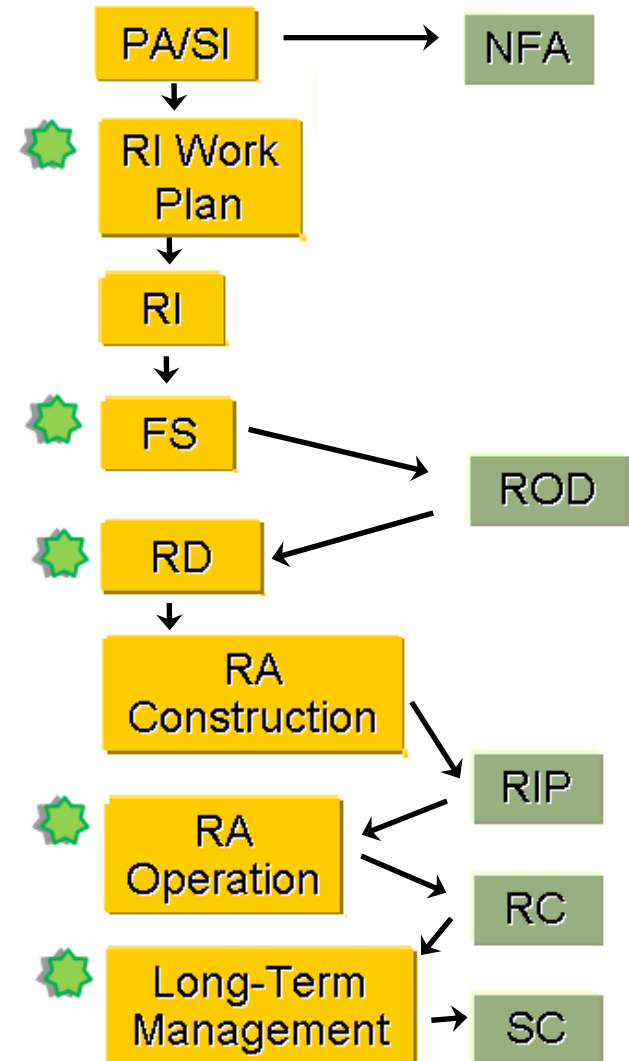 PA/SI
NFA
RI Work
Plan
RI
FS
ROD
RD
RA
Construction
RIP
RA
Operation
RC
Long-Term
Management
SC